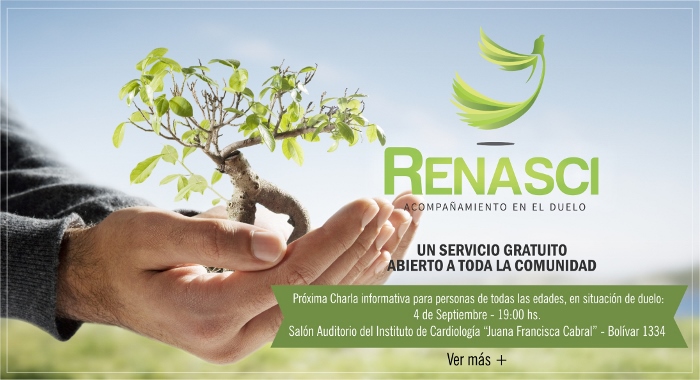 RENASCI
ACOMPAÑAMIENTO EN EL DUELO
UN SERVICIO GRATUITO
ABIERTO A TODA LA COMUNIDAD
Próxima Charla informativa para personas de todas las edades, en situación de duelo:
4 de Septiembre - 19:00 hs.
Salón Auditorio del Instituto de Cardiología “Juana Francisca Cabral” - Bolívar 1334
Ver más +